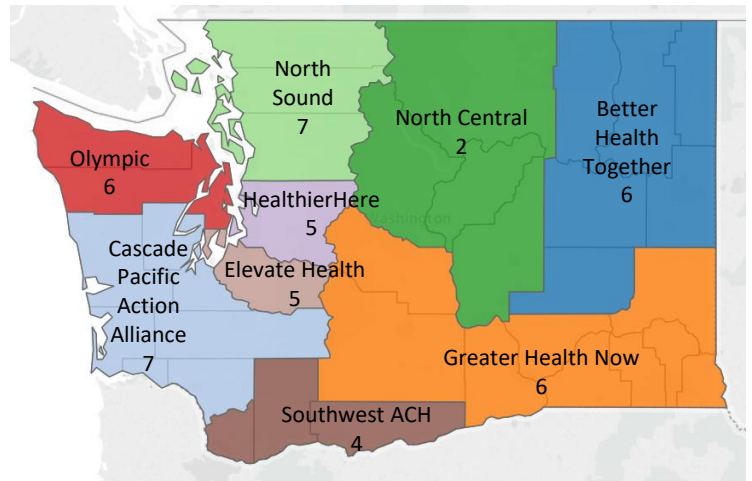 North
Sound
7
North Central
2
Better
Health
Together
6
Olympic
6
HealthierHere
5
Cascade
Pacific
Action
Alliance
7
Elevate Health
5
Greater Health Now
6
Southwest ACH
4
Washington